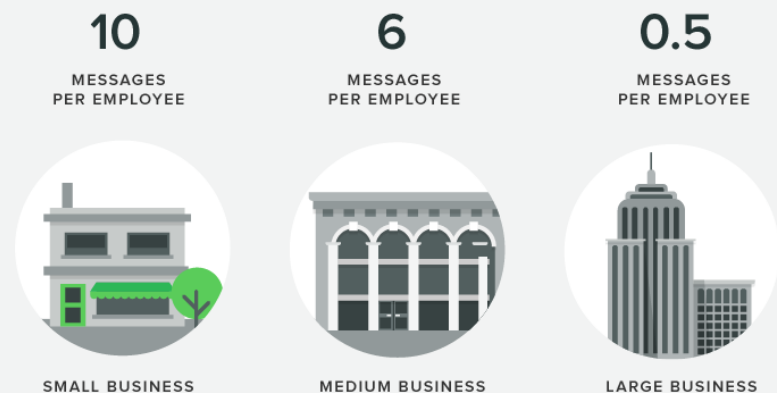 10
MESSAGES
PER EMPLOYEE
SMALL BUSINESS
6
MESSAGES
PER EMPLOYEE
MEDIUM BUSINESS
0.5
MESSAGES
PER EMPLOYEE
LARGE BUSINESS